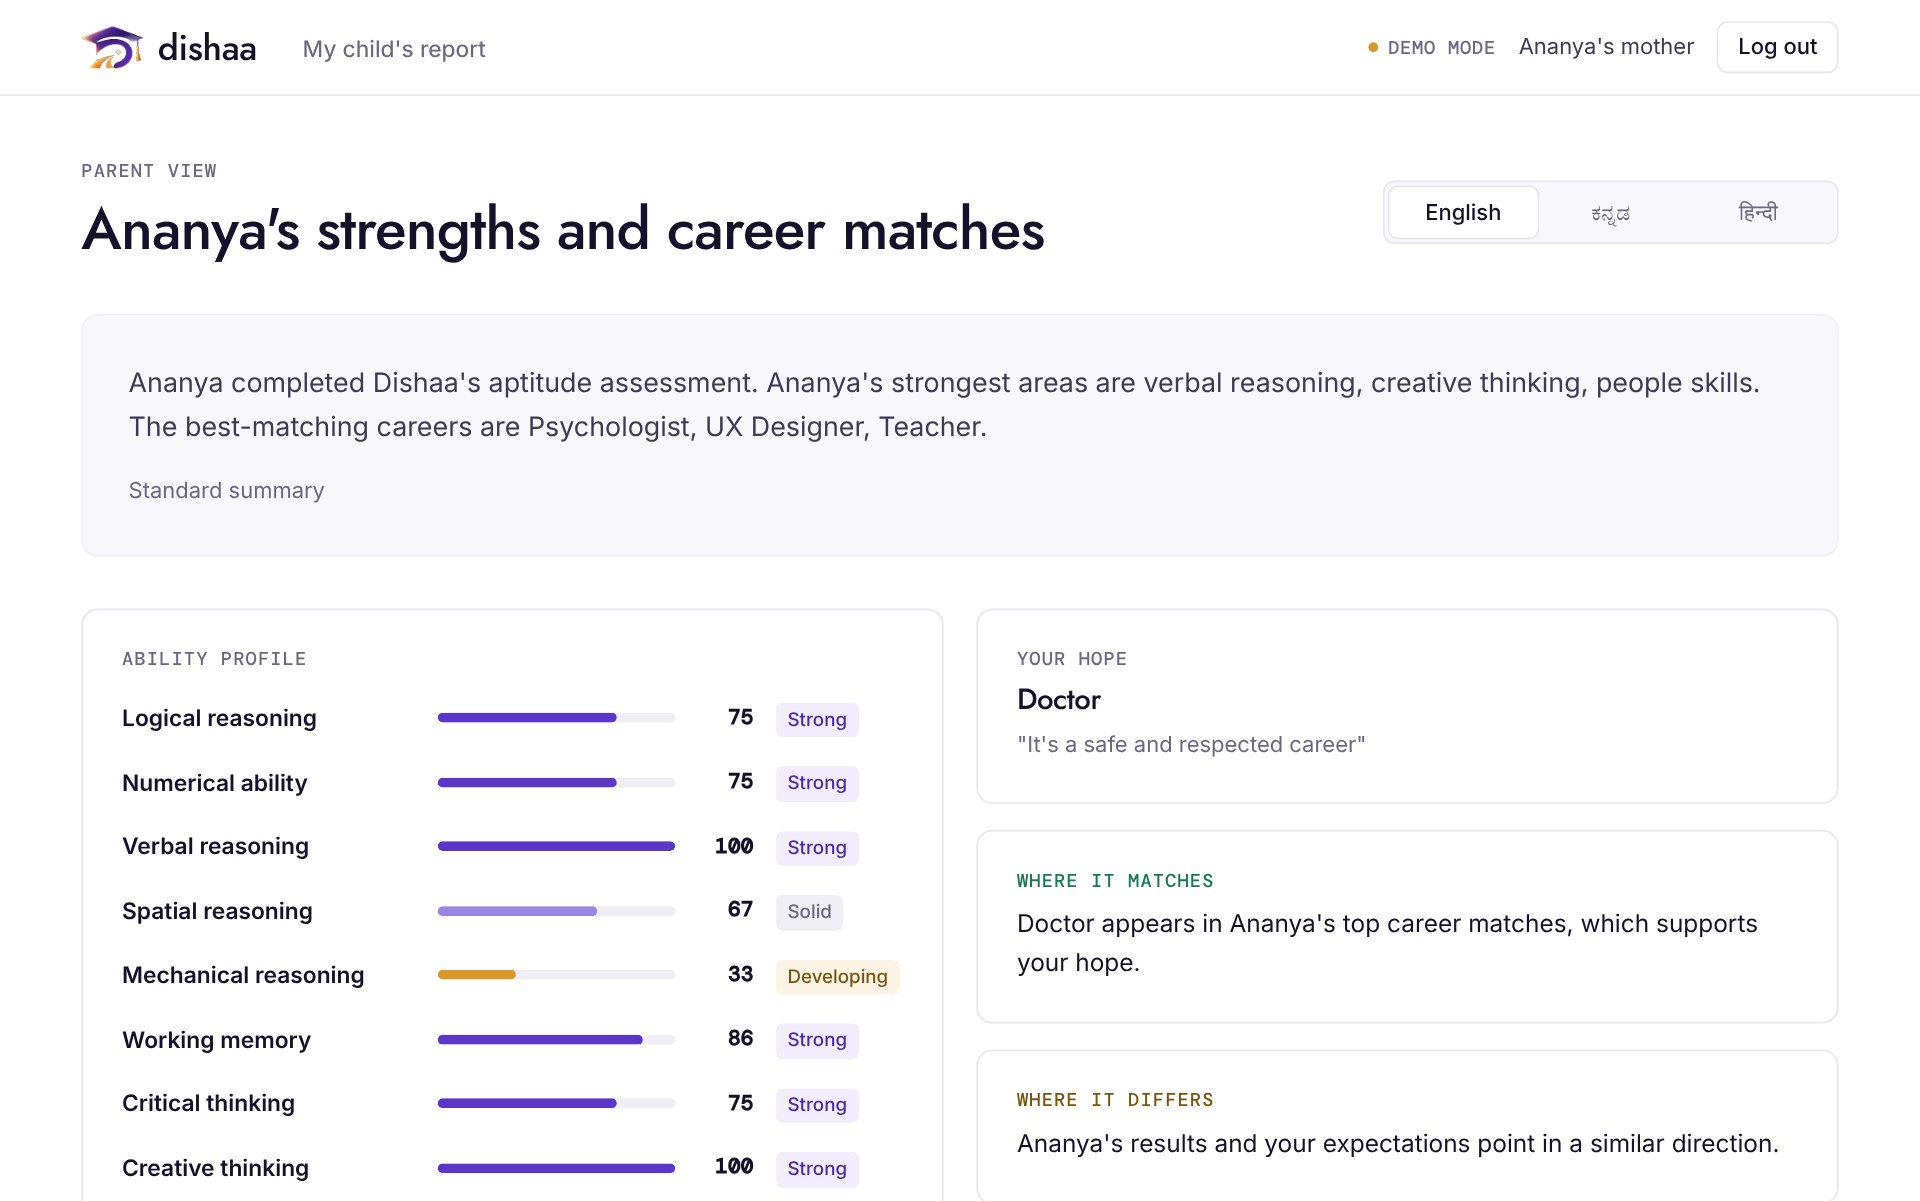 dishaa
My child's report
DEMO MODE
Ananya's mother
Log out
PARENT VIEW
Ananya's strengths and career matches
English
ಕನ್ನಡ
हिन्दी
Ananya completed Dishaa's aptitude assessment. Ananya's strongest areas are verbal reasoning, creative thinking, people skills.
The best-matching careers are Psychologist, UX Designer, Teacher.
Standard summary
ABILITY PROFILE
Logical reasoning 75 Strong
Numerical ability 75 Strong
Verbal reasoning 100 Strong
Spatial reasoning 67 Solid
Mechanical reasoning 33 Developing
Working memory 86 Strong
Critical thinking 75 Strong
Creative thinking 100 Strong
YOUR HOPE
Doctor
"It's a safe and respected career"
WHERE IT MATCHES
Doctor appears in Ananya's top career matches, which supports
your hope.
WHERE IT DIFFERS
Ananya's results and your expectations point in a similar direction.